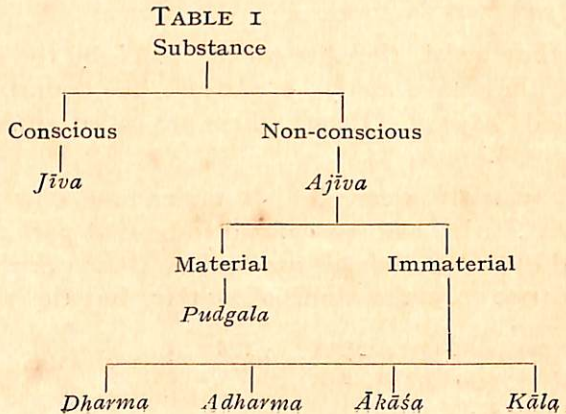 TABLE I
Substance
Conscious Non-conscious
Jīva Ajīva
Material Immaterial
Pudgala
Dharma Adharma Ākāśa Kāla